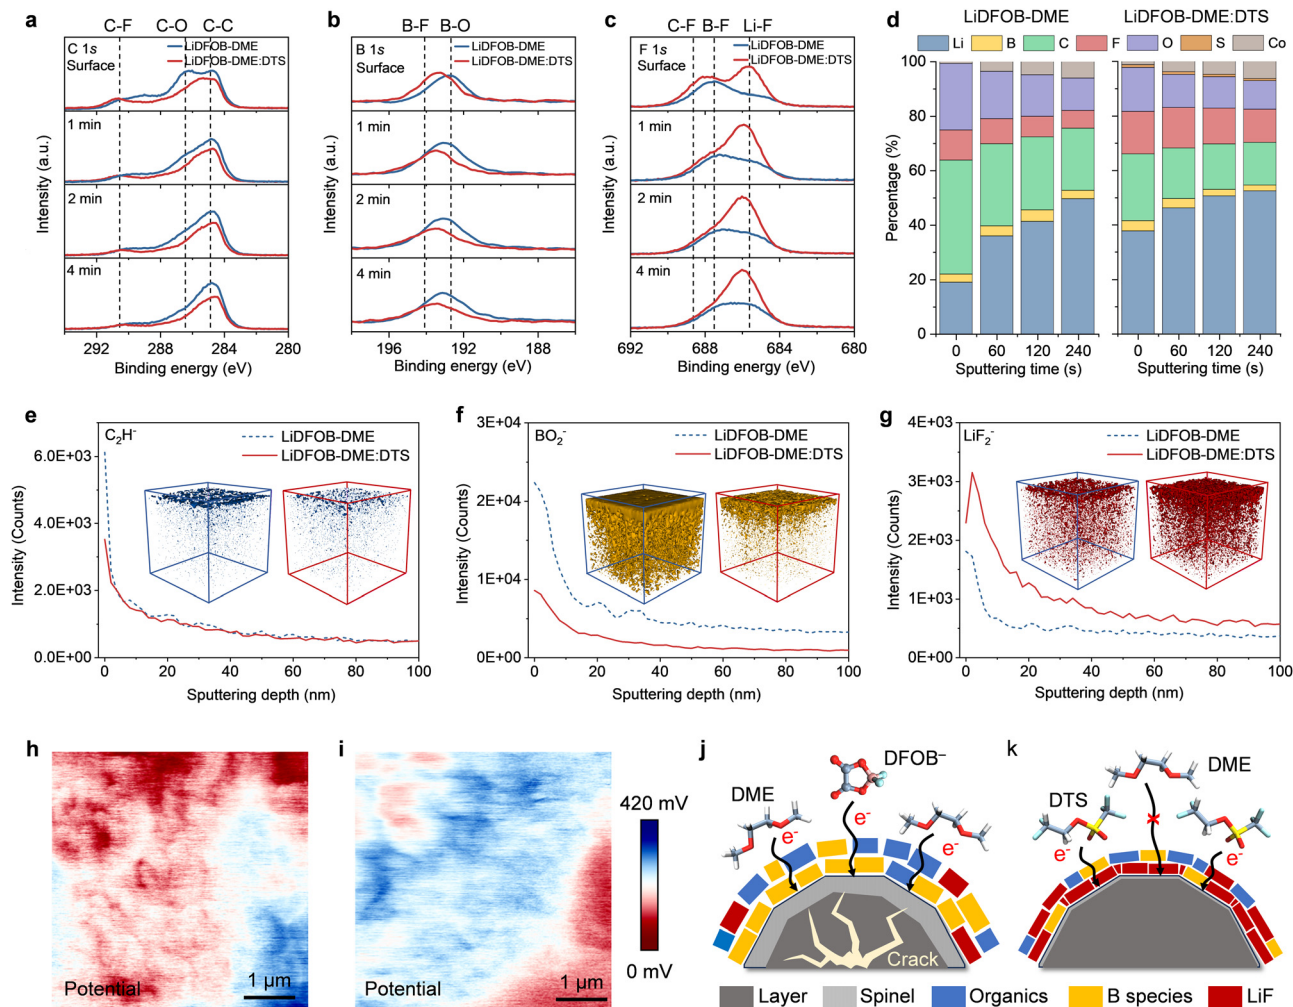 a
C-F C-O C-C
C 1s
Surface
LiDFOB-DME
LiDFOB-DME:DTS
1 min
2 min
4 min
Intensity (a.u.)
292 288 284 280
Binding energy (eV)
b
B-F B-O
B 1s
Surface
LiDFOB-DME
LiDFOB-DME:DTS
1 min
2 min
4 min
Intensity (a.u.)
196 192 188
Binding energy (eV)
c
C-F B-F Li-F
F 1s
Surface
LiDFOB-DME
LiDFOB-DME:DTS
1 min
2 min
4 min
Intensity (a.u.)
692 688 684 680
Binding energy (eV)
d
LiDFOB-DME LiDFOB-DME:DTS
Li B C F O S Co
Percentage (%)
100
80
60
40
20
0
0 60 120 240 0 60 120 240
Sputtering time (s) Sputtering time (s)
e
C₂H⁻
LiDFOB-DME
LiDFOB-DME:DTS
Intensity (Counts)
6.0E+03
4.0E+03
2.0E+03
0.0E+00
0 20 40 60 80 100
Sputtering depth (nm)
f
BO₂⁻
LiDFOB-DME
LiDFOB-DME:DTS
Intensity (Counts)
3E+04
2E+04
1E+04
0E+00
0 20 40 60 80 100
Sputtering depth (nm)
g
LiF₂⁻
LiDFOB-DME
LiDFOB-DME:DTS
Intensity (Counts)
4E+03
3E+03
2E+03
1E+03
0E+00
0 20 40 60 80 100
Sputtering depth (nm)
h
Potential
1 μm
i
Potential
1 μm
420 mV
0 mV
j
DFOB⁻
DME
e⁻
e⁻
e⁻
Crack
k
DME
DTS
e⁻
e⁻
Layer Spinel Organics B species LiF